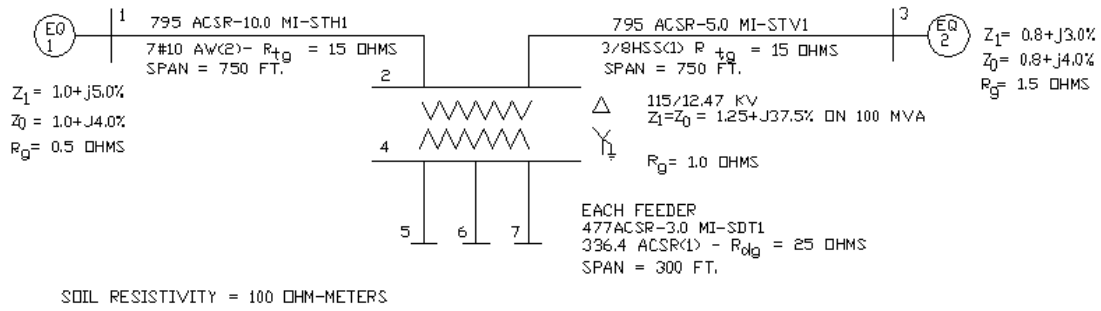 EQ
1
1
795 ACSR-10.0 MI-STH1
7#10 AW(2)- Rtg = 15 OHMS
SPAN = 750 FT.
795 ACSR-5.0 MI-STV1
3/8HSS(1) R tg = 15 OHMS
SPAN = 750 FT.
3
EQ
2
Z1= 0.8+j3.0%
Z0= 0.8+j4.0%
Rg= 1.5 OHMS
Z1= 1.0+j5.0%
Z0 = 1.0+J4.0%
Rg= 0.5 OHMS
2
115/12.47 KV
Z1=Z0 = 1.25+J37.5% ON 100 MVA
4
Rg= 1.0 OHMS
5
6
7
EACH FEEDER
477ACSR-3.0 MI-SDT1
336.4 ACSR(1) - Rdg = 25 OHMS
SPAN = 300 FT.
SOIL RESISTIVITY = 100 OHM-METERS